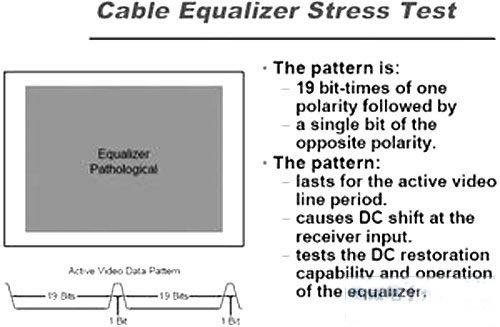 Cable Equalizer Stress Test
Equalizer
Pathological
Active Video Data Pattern
19 Bits
19 Bits
1 Bit
1 Bit
· The pattern is:
– 19 bit-times of one
polarity followed by
– a single bit of the
opposite polarity.
· The pattern:
– lasts for the active video
line period.
– causes DC shift at the
receiver input.
– tests the DC restoration
capability and operation
of the equalizer.